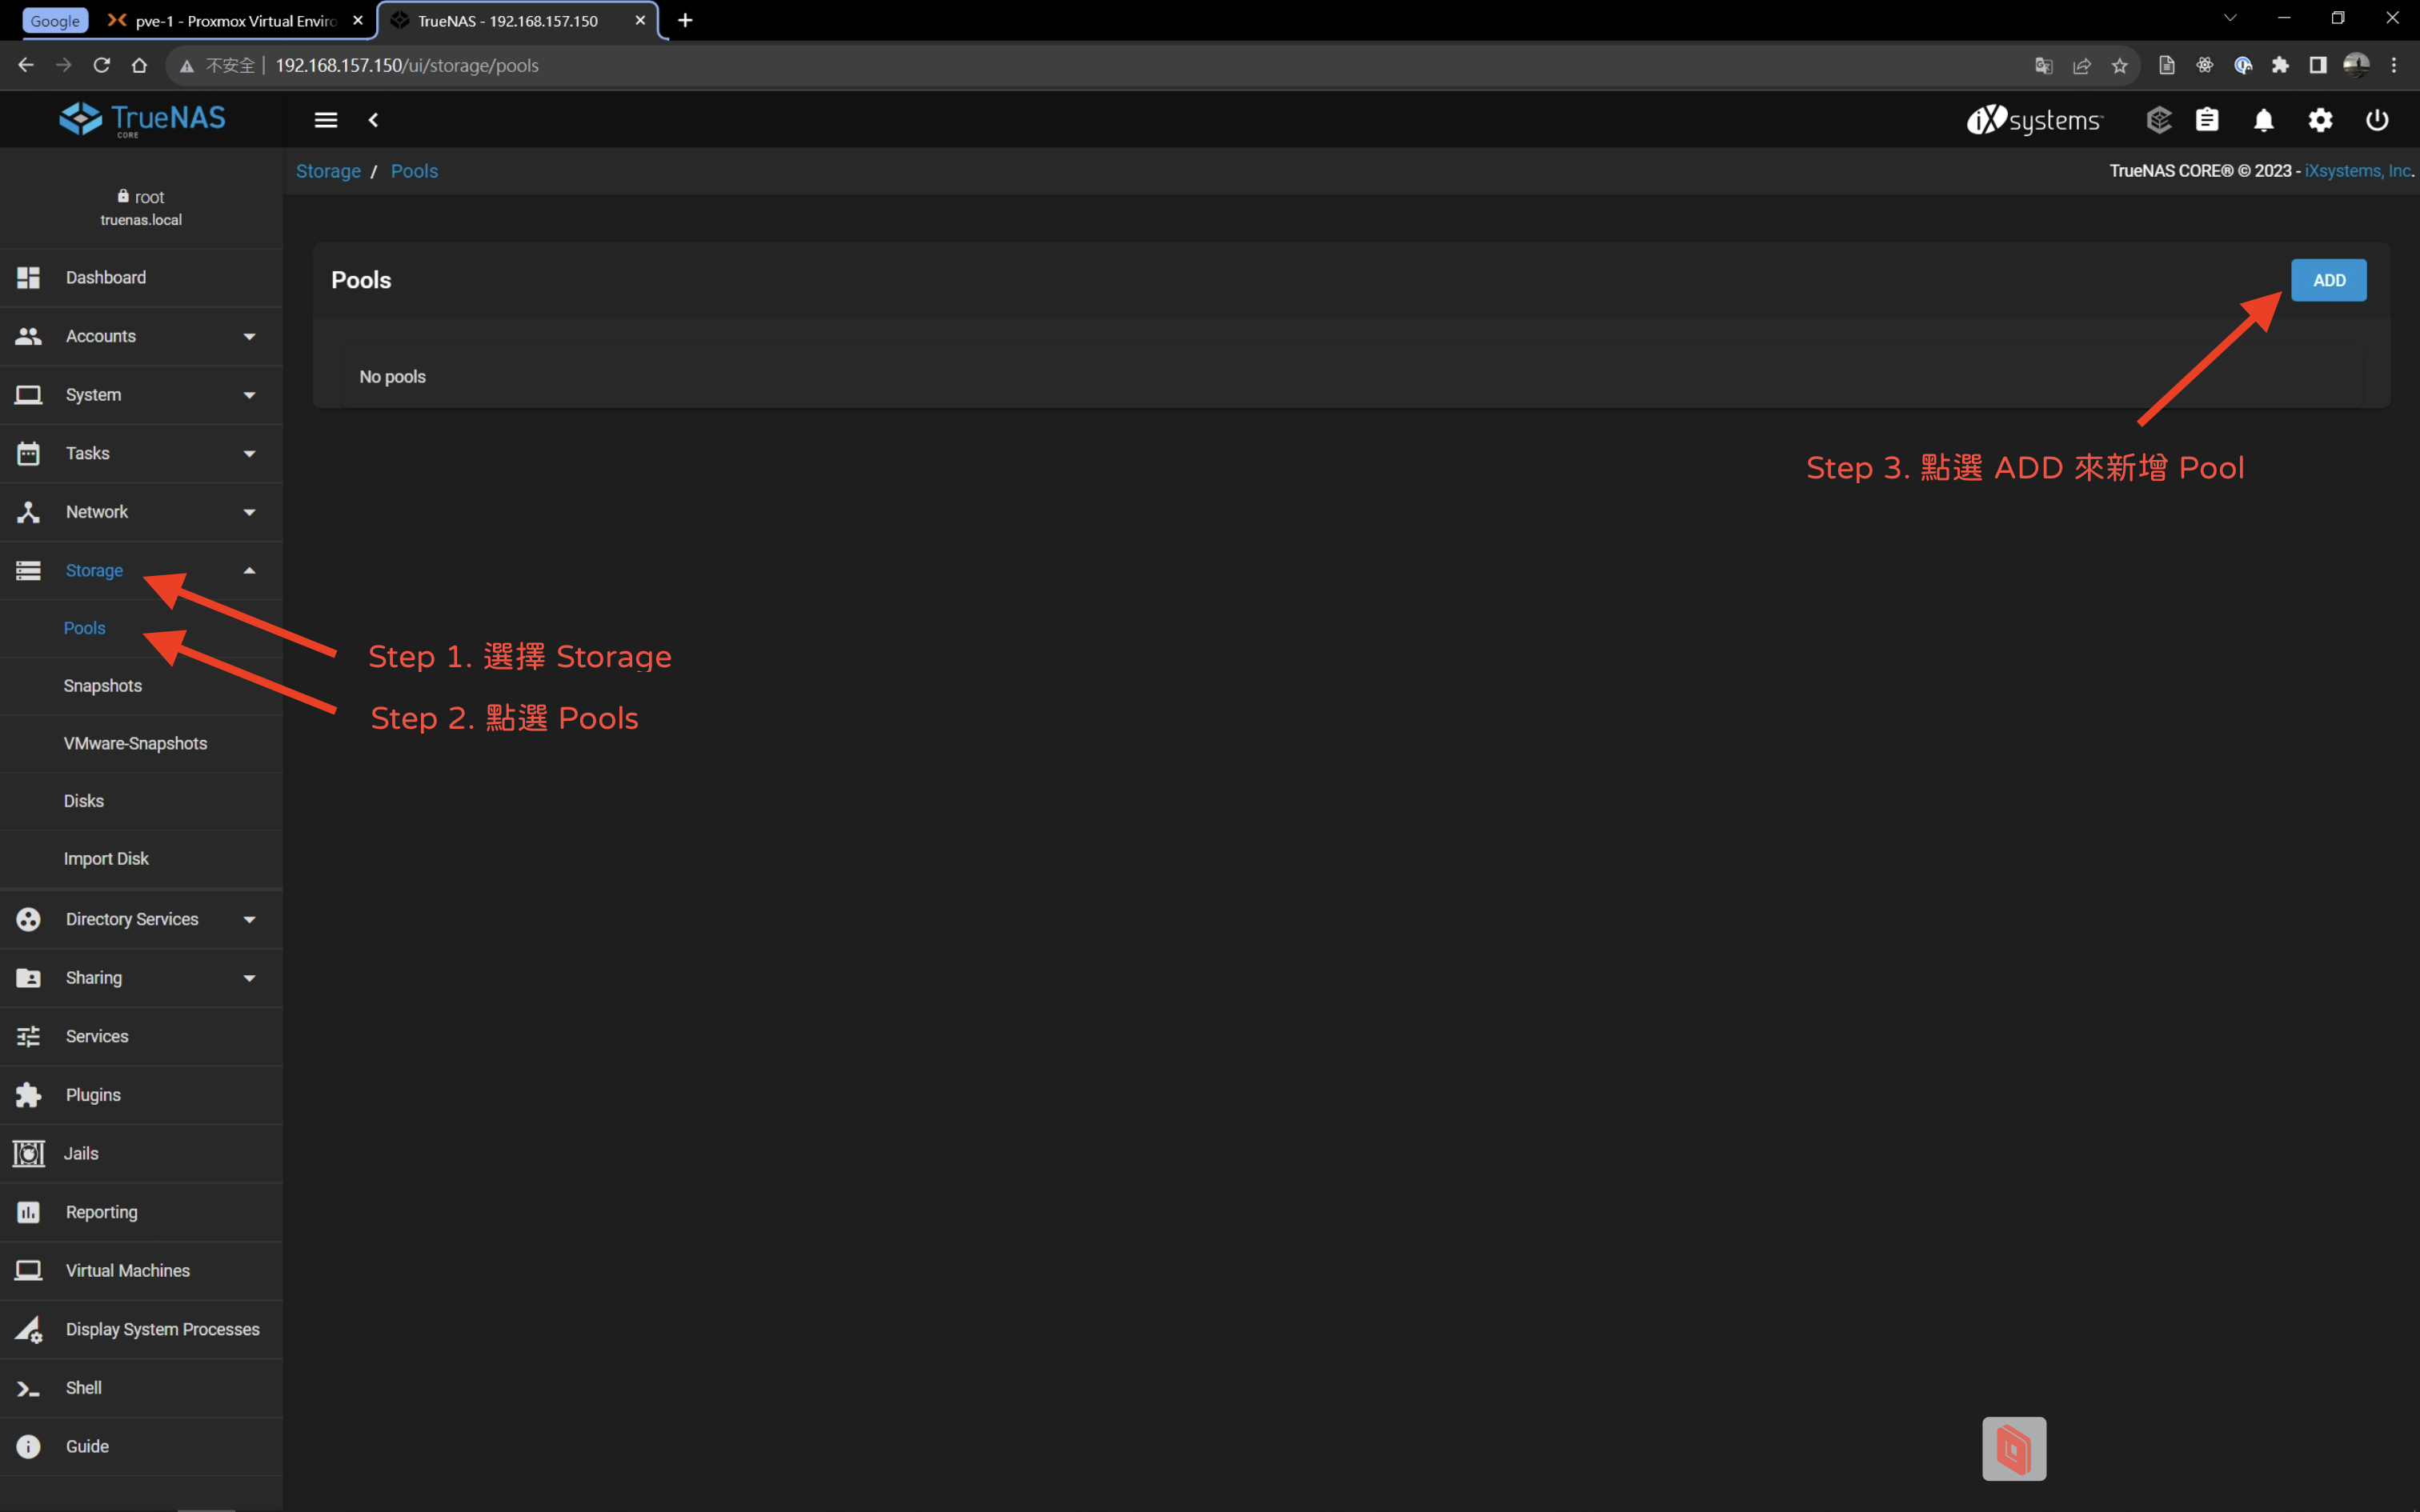 Google
pve-1 - Proxmox Virtual Enviro
TrueNAS - 192.168.157.150
不安全
192.168.157.150/ui/storage/pools
TrueNAS
CORE
iXsystems™
Storage / Pools
TrueNAS CORE® © 2023 - iXsystems, Inc.
root
truenas.local
Dashboard
Accounts
System
Tasks
Network
Storage
Pools
Snapshots
VMware-Snapshots
Disks
Import Disk
Directory Services
Sharing
Services
Plugins
Jails
Reporting
Virtual Machines
Display System Processes
Shell
Guide
Pools
ADD
No pools
Step 3. 點選 ADD 來新增 Pool
Step 1. 選擇 Storage
Step 2. 點選 Pools